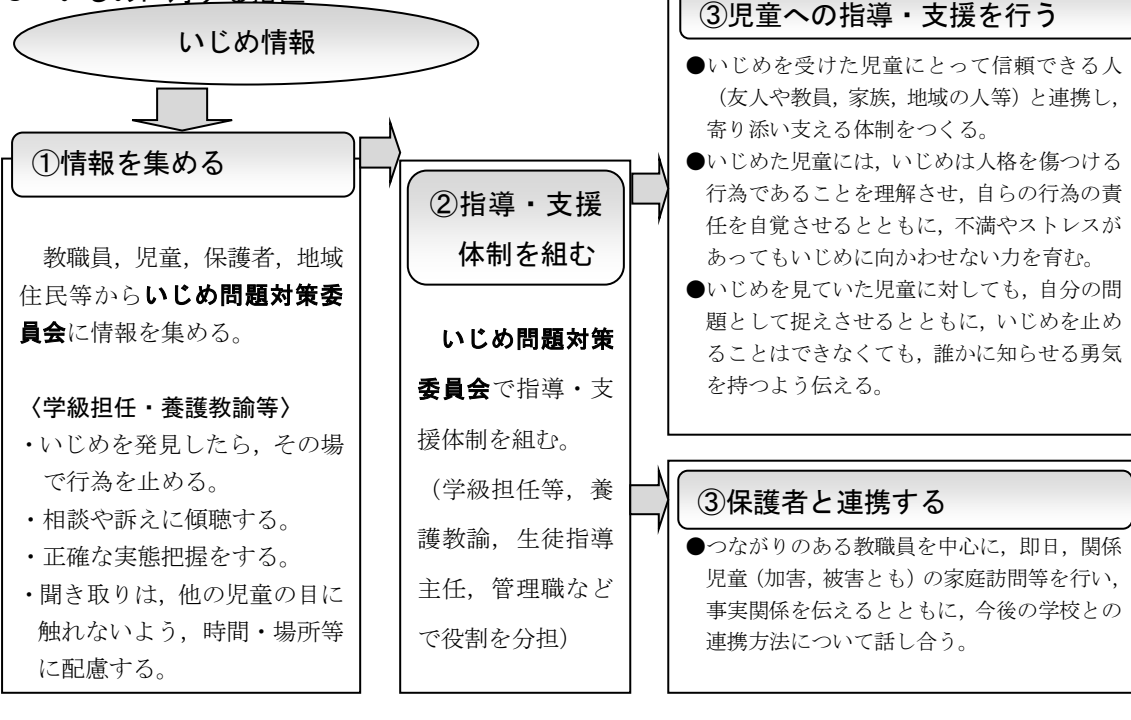 いじめ情報
①情報を集める
教職員，児童，保護者，地域
住民等からいじめ問題対策委
員会に情報を集める。
〈学級担任・養護教諭等〉
・いじめを発見したら，その場
で行為を止める。
・相談や訴えに傾聴する。
・正確な実態把握をする。
・聞き取りは，他の児童の目に
触れないよう，時間・場所等
に配慮する。
②指導・支援
体制を組む
いじめ問題対策
委員会で指導・支
援体制を組む。
（学級担任等，養
護教諭，生徒指導
主任，管理職など
で役割を分担）
③児童への指導・支援を行う
●いじめを受けた児童にとって信頼できる人
（友人や教員，家族，地域の人等）と連携し，
寄り添い支える体制をつくる。
●いじめた児童には，いじめは人格を傷つける
行為であることを理解させ，自らの行為の責
任を自覚させるとともに，不満やストレスが
あってもいじめに向かわせない力を育む。
●いじめを見ていた児童に対しても，自分の問
題として捉えさせるとともに，いじめを止め
ることはできなくても，誰かに知らせる勇気
を持つよう伝える。
③保護者と連携する
●つながりのある教職員を中心に，即日，関係
児童（加害，被害とも）の家庭訪問等を行い，
事実関係を伝えるとともに，今後の学校との
連携方法について話し合う。